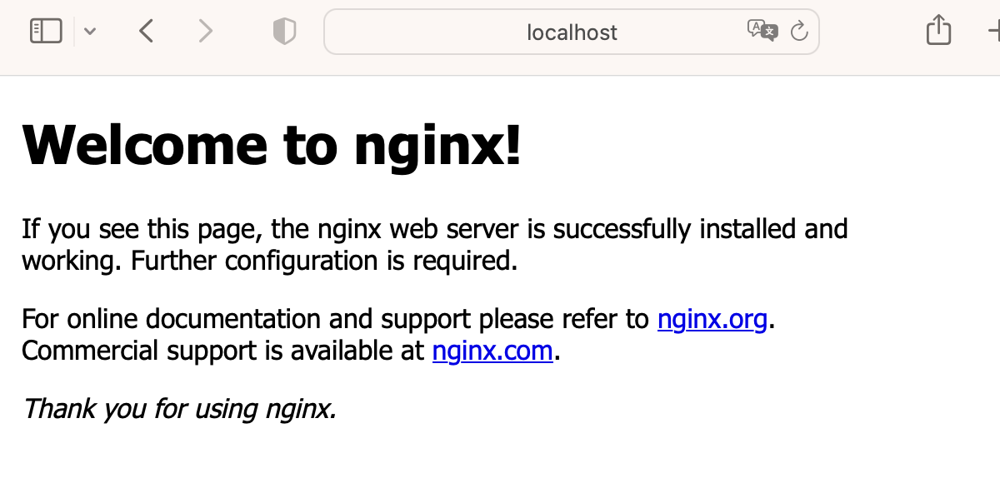 localhost
Welcome to nginx!
If you see this page, the nginx web server is successfully installed and
working. Further configuration is required.
For online documentation and support please refer to nginx.org.
Commercial support is available at nginx.com.
Thank you for using nginx.